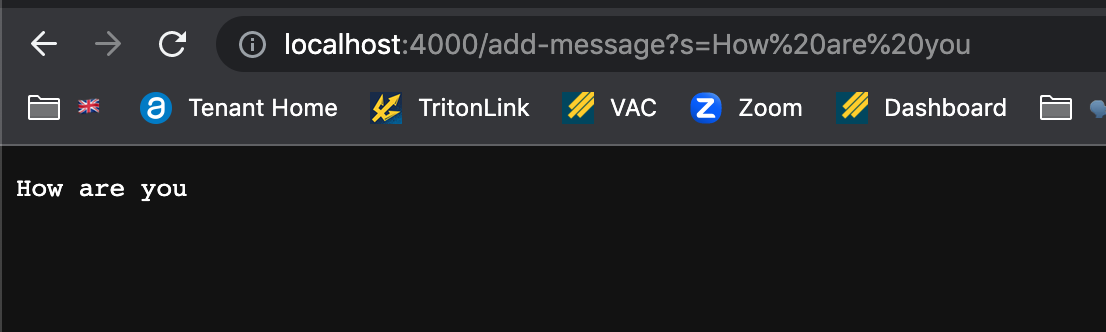 localhost:4000/add-message?s=How%20are%20you
Tenant Home TritonLink VAC Zoom Dashboard
How are you